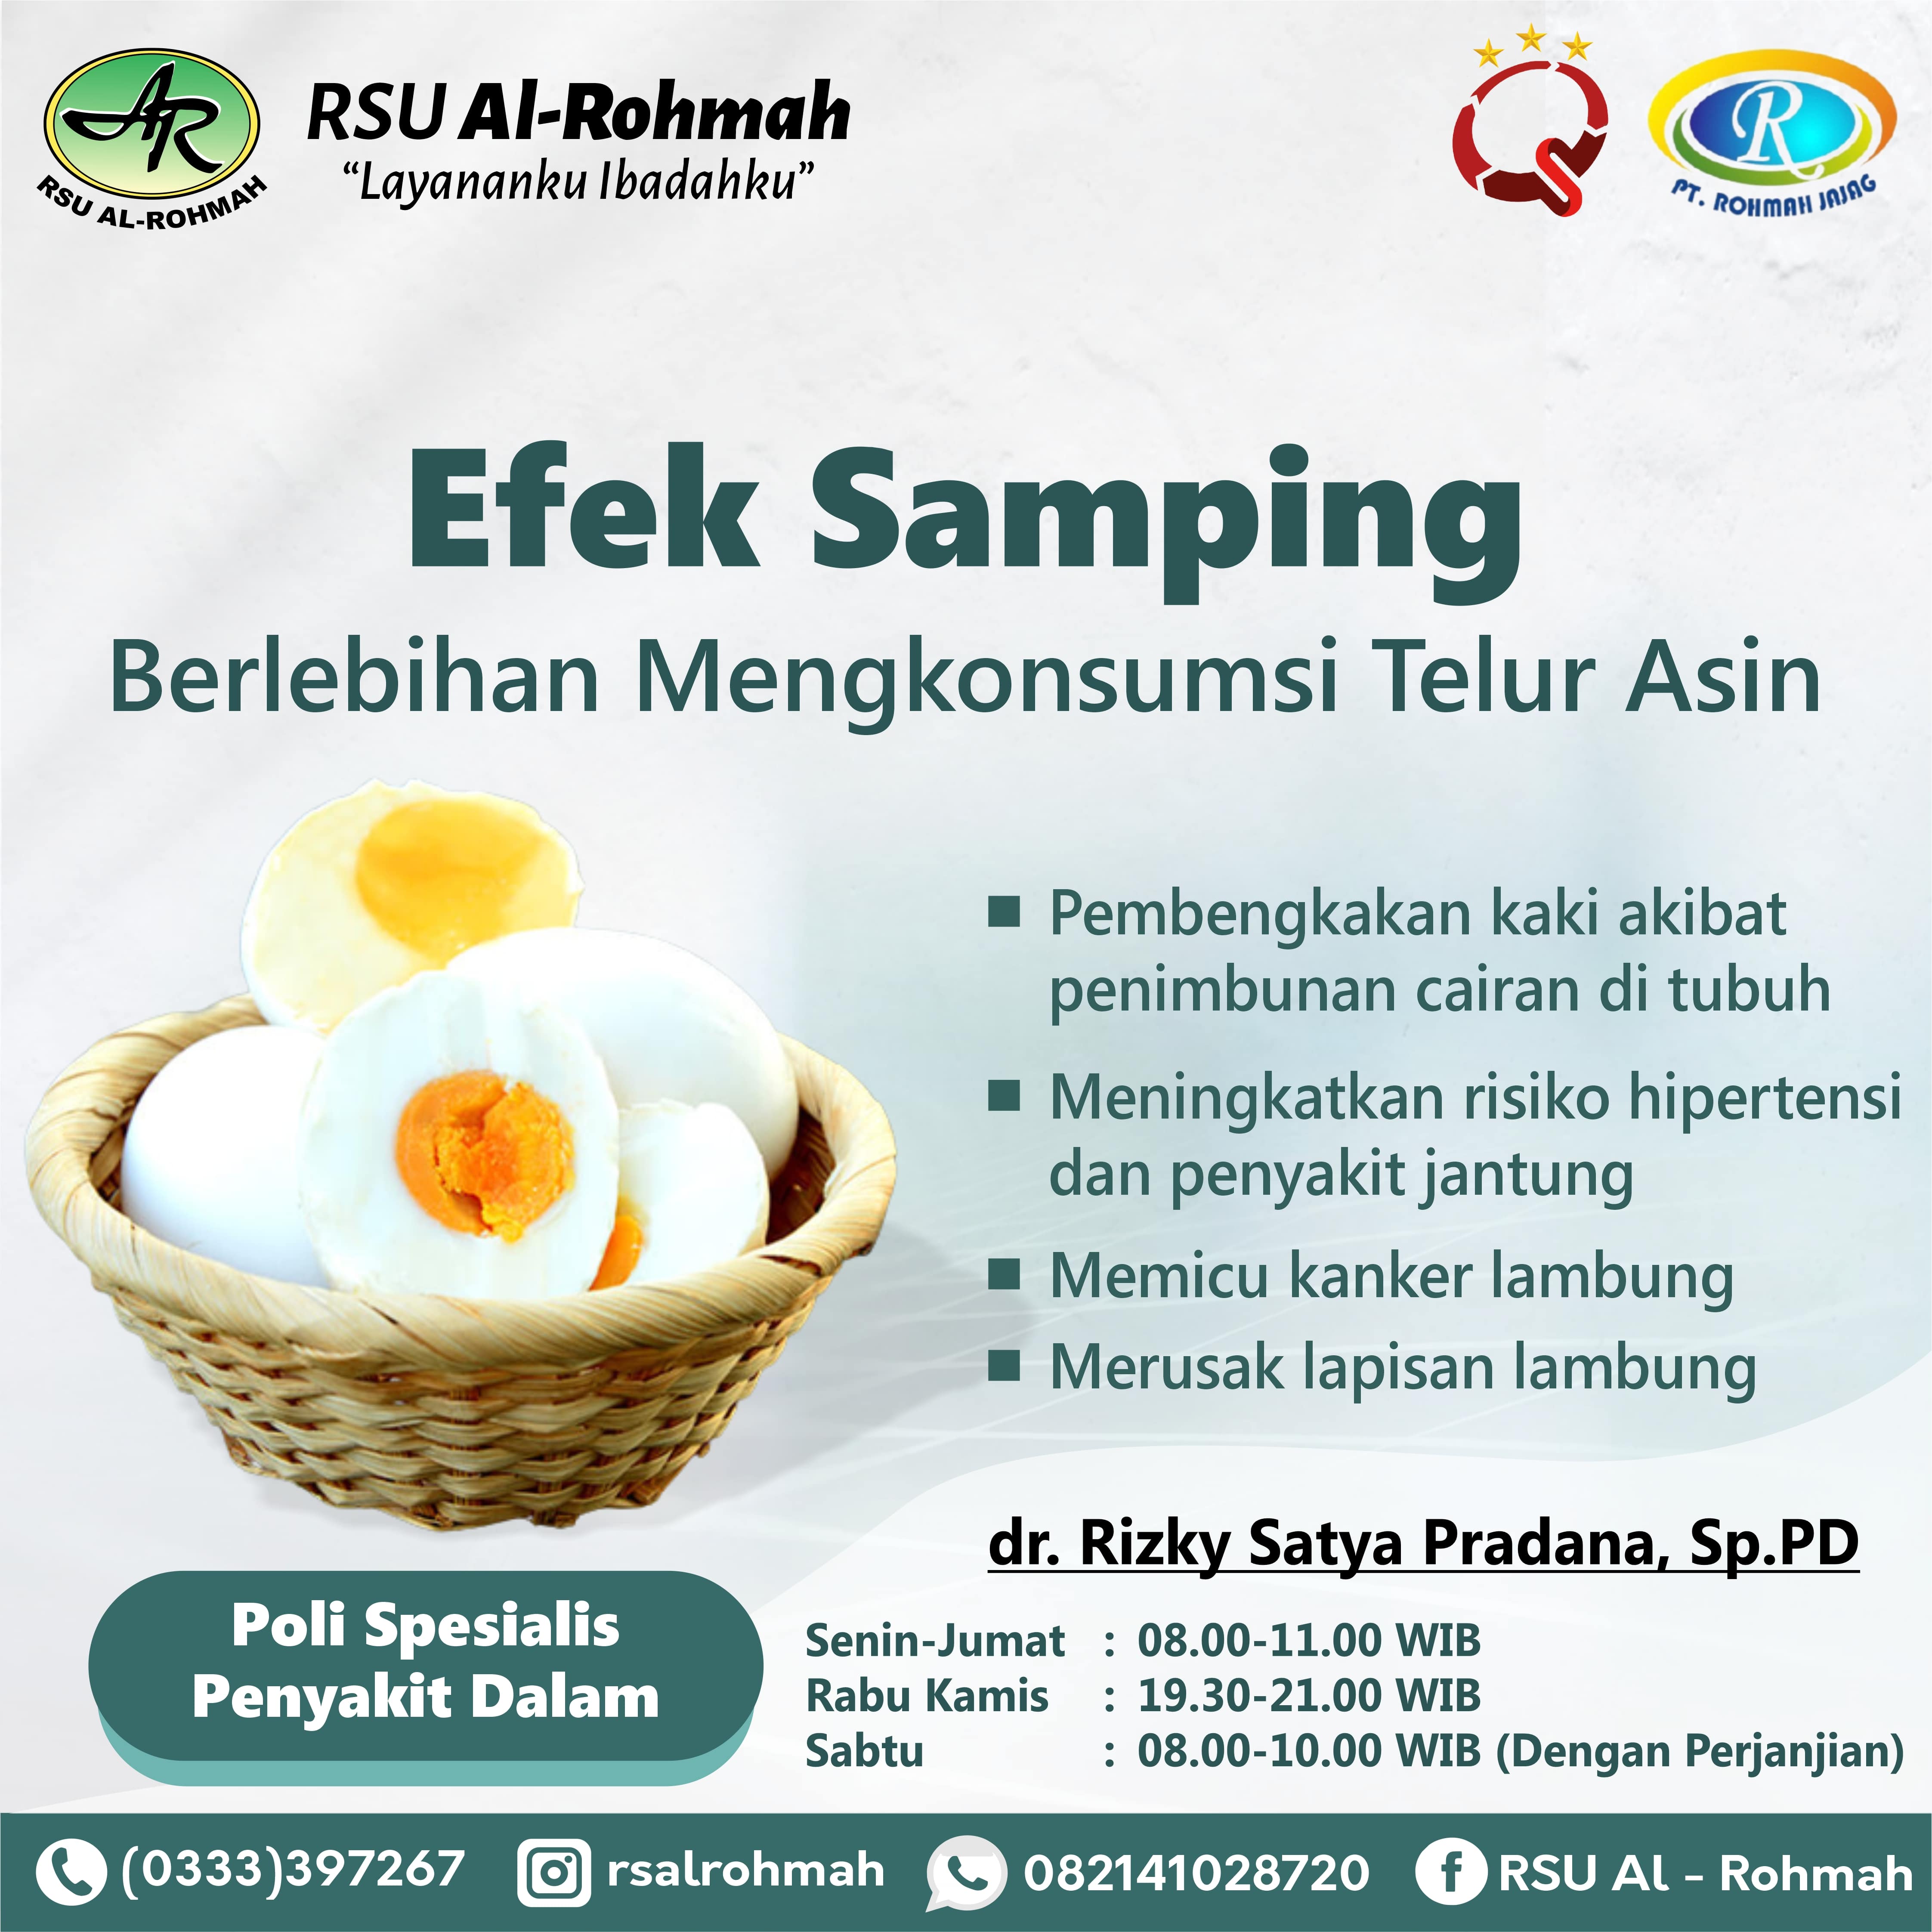 RSU Al-Rohmah
"Layananku Ibadahku"
AR
RSU AL-ROHMAH
R
PT. ROHMAH JAJAG
Efek Samping
Berlebihan Mengkonsumsi Telur Asin
■ Pembengkakan kaki akibat
penimbunan cairan di tubuh
■ Meningkatkan risiko hipertensi
dan penyakit jantung
■ Memicu kanker lambung
■ Merusak lapisan lambung
dr. Rizky Satya Pradana, Sp.PD
Poli Spesialis
Penyakit Dalam
Senin-Jumat : 08.00-11.00 WIB
Rabu Kamis : 19.30-21.00 WIB
Sabtu : 08.00-10.00 WIB (Dengan Perjanjian)
(0333)397267 rsalrohmah 082141028720 RSU Al - Rohmah